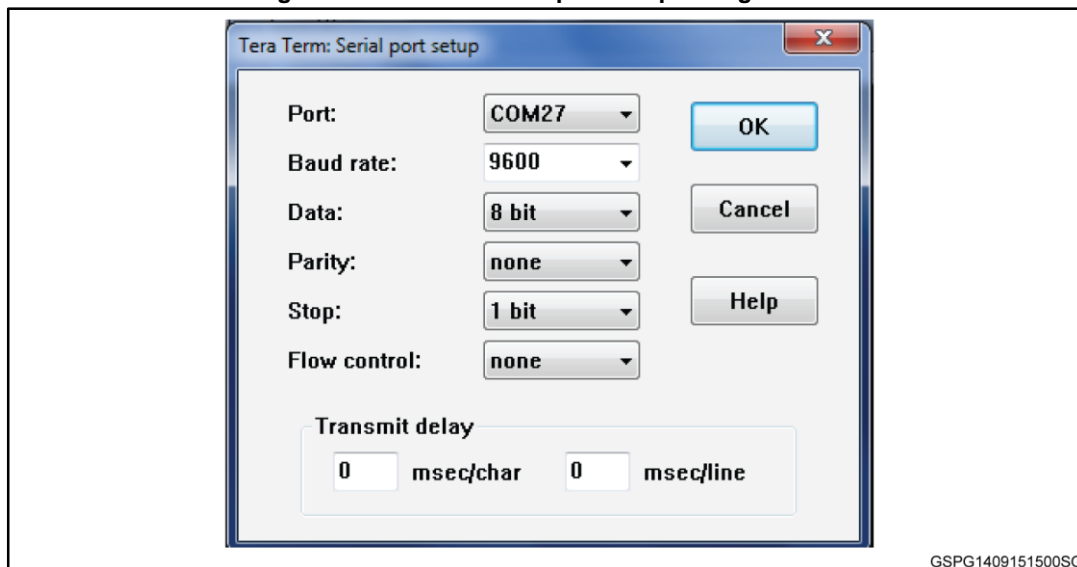 Tera Term: Serial port setup
Port: COM27 OK
Baud rate: 9600
Data: 8 bit Cancel
Parity: none
Stop: 1 bit Help
Flow control: none
Transmit delay
0 msec/char 0 msec/line